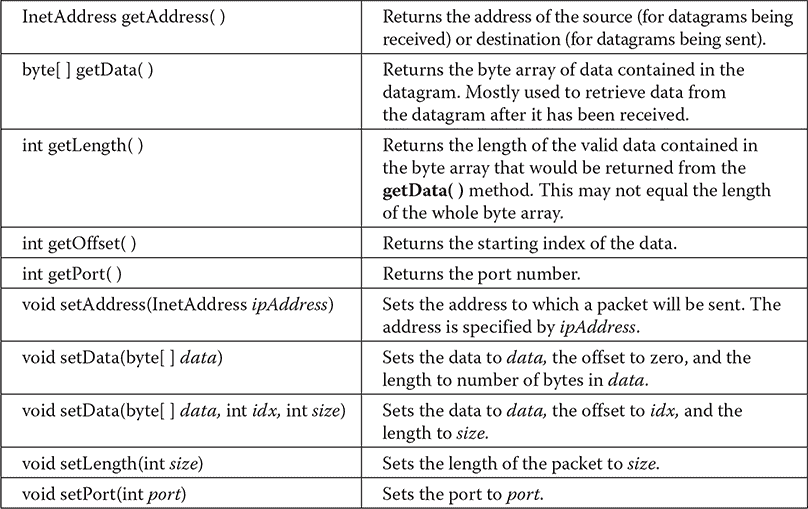 InetAddress getAddress( )
Returns the address of the source (for datagrams being
received) or destination (for datagrams being sent).
byte[ ] getData( )
Returns the byte array of data contained in the
datagram. Mostly used to retrieve data from
the datagram after it has been received.
int getLength( )
Returns the length of the valid data contained in
the byte array that would be returned from the
getData( ) method. This may not equal the length
of the whole byte array.
int getOffset( )
Returns the starting index of the data.
int getPort( )
Returns the port number.
void setAddress(InetAddress ipAddress)
Sets the address to which a packet will be sent. The
address is specified by ipAddress.
void setData(byte[ ] data)
Sets the data to data, the offset to zero, and the
length to number of bytes in data.
void setData(byte[ ] data, int idx, int size)
Sets the data to data, the offset to idx, and the
length to size.
void setLength(int size)
Sets the length of the packet to size.
void setPort(int port)
Sets the port to port.